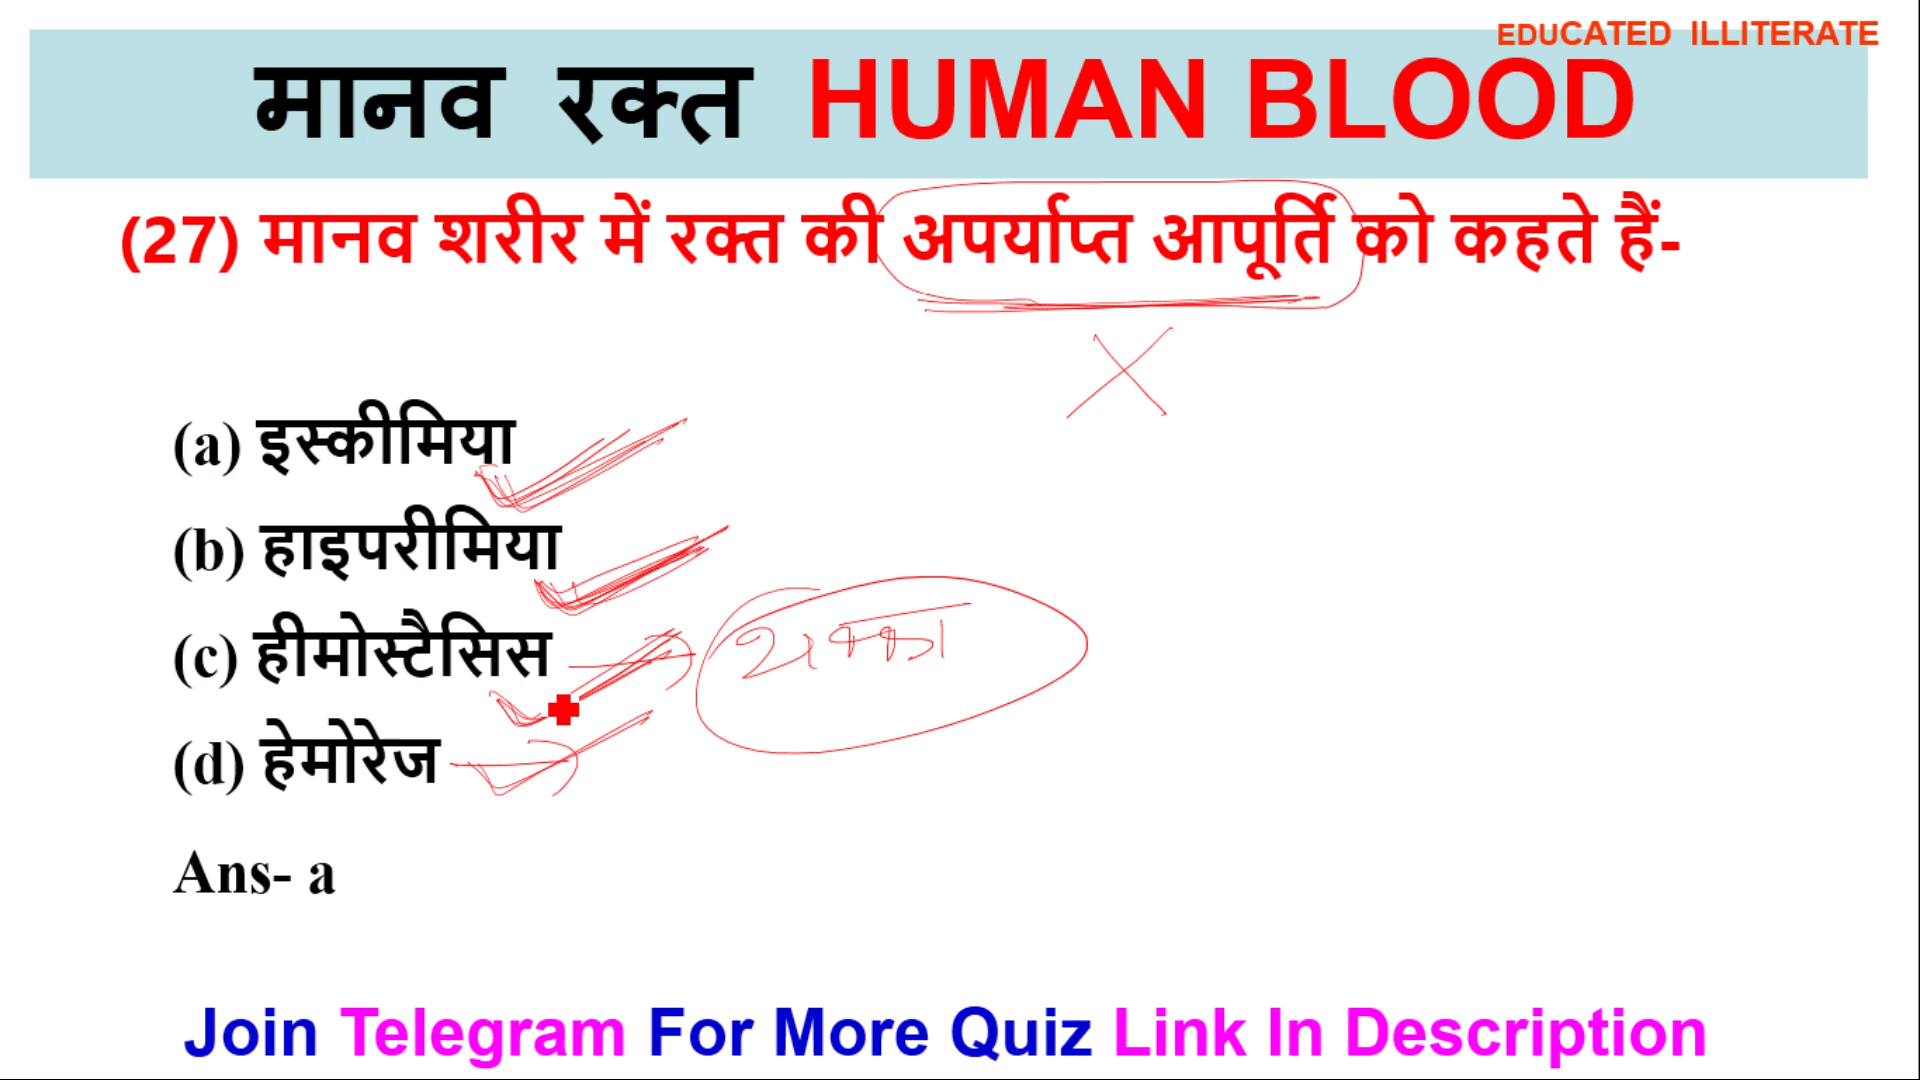 EDUCATED ILLITERATE
मानव रक्त HUMAN BLOOD
(27) मानव शरीर में रक्त की अपर्याप्त आपूर्ति को कहते हैं-
(a) इस्कीमिया
(b) हाइपरीमिया
(c) हीमोस्टैसिस
थक्का
(d) हेमोरेज
Ans- a
Join Telegram For More Quiz Link In Description